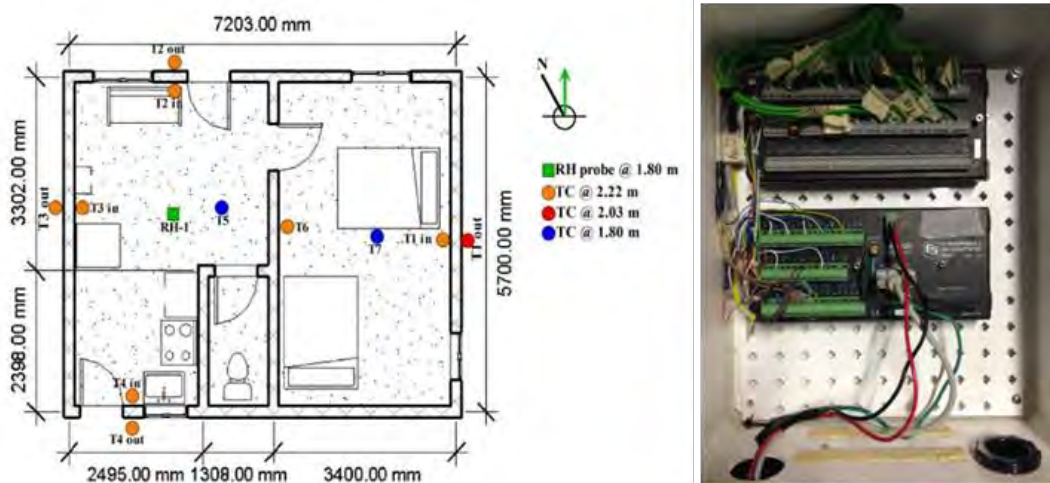 7203.00 mm
T2 out
T2 in
N
RH probe @ 1.80 m
TC @ 2.22 m
TC @ 2.03 m
TC @ 1.80 m
3302.00 mm
T3 out
T3 in
RH-1
T5
T6
T1 in
T1 out
T7
5700.00 mm
2398.00 mm
T4 in
T4 out
2495.00 mm
1308.00 mm
3400.00 mm